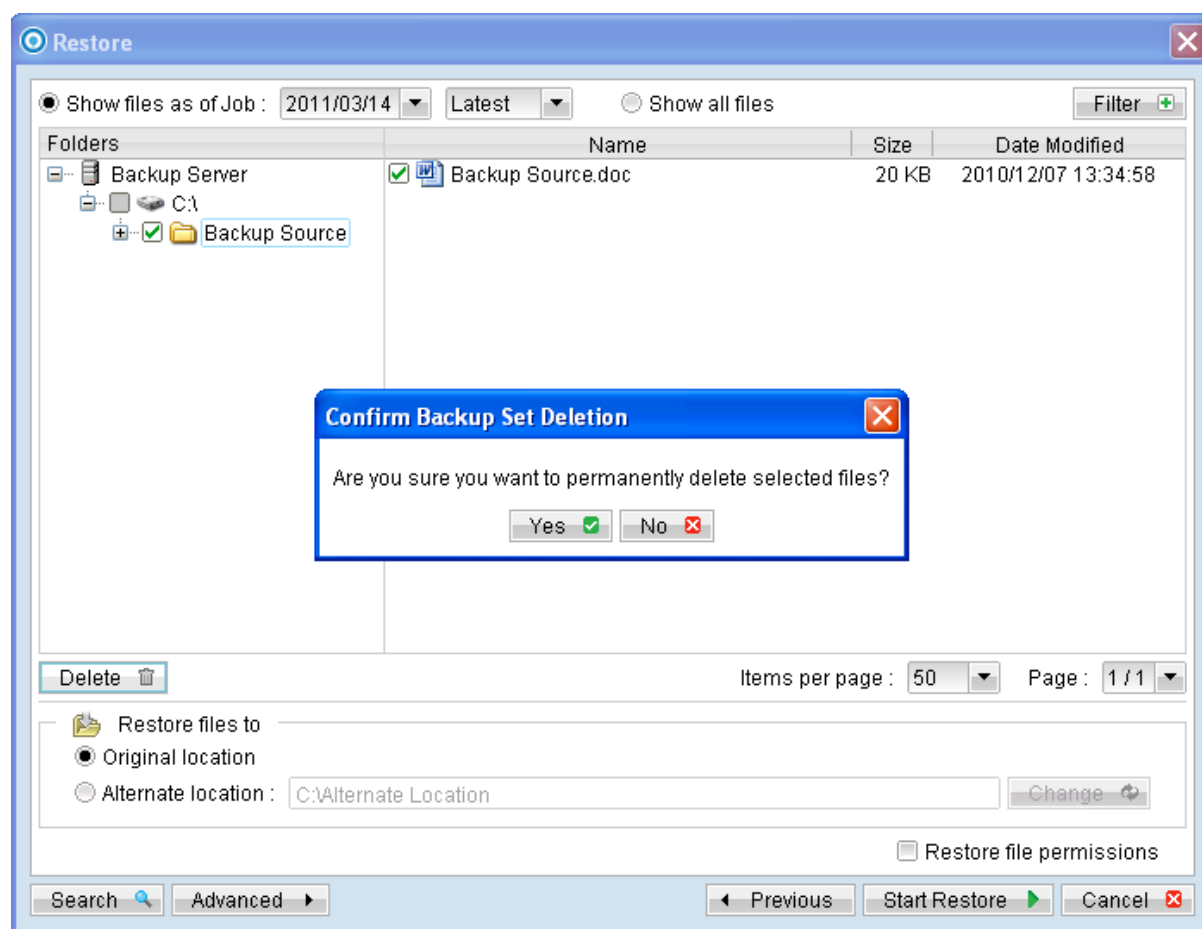 Restore
Show files as of Job : 2011/03/14 Latest Show all files Filter
Folders Name Size Date Modified
Backup Server Backup Source.doc 20 KB 2010/12/07 13:34:58
C:\
Backup Source
Confirm Backup Set Deletion
Are you sure you want to permanently delete selected files?
Yes No
Delete Items per page : 50 Page : 1 / 1
Restore files to
Original location
Alternate location : C:\Alternate Location Change
Restore file permissions
Search Advanced Previous Start Restore Cancel